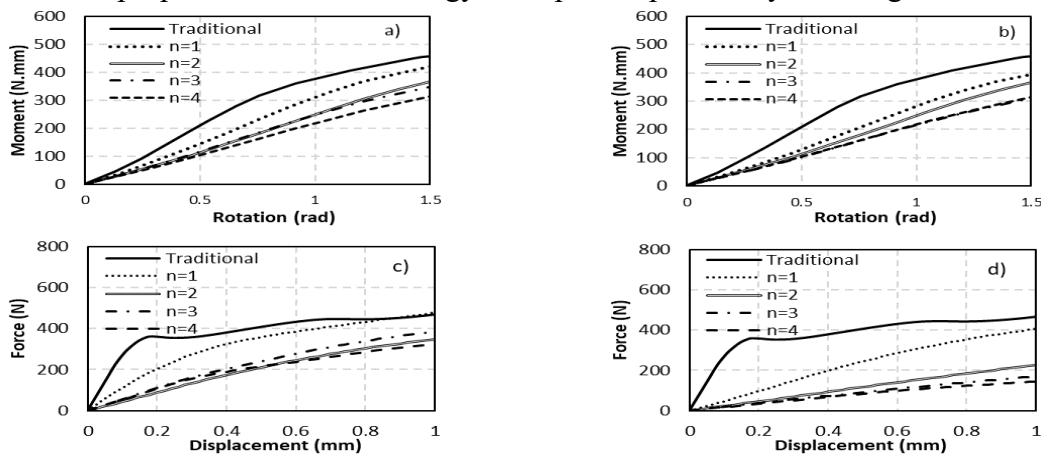 600
500
400
300
200
100
0
Moment (N.mm)
Traditional
n=1
n=2
n=3
n=4
a)
0 0.5 1 1.5
Rotation (rad)
600
500
400
300
200
100
0
Moment (N.mm)
Traditional
n=1
n=2
n=3
n=4
b)
0 0.5 1 1.5
Rotation (rad)
800
600
400
200
0
Force (N)
Traditional
n=1
n=2
n=3
n=4
c)
0 0.2 0.4 0.6 0.8 1
Displacement (mm)
800
600
400
200
0
Force (N)
Traditional
n=1
n=2
n=3
n=4
d)
0 0.2 0.4 0.6 0.8 1
Displacement (mm)